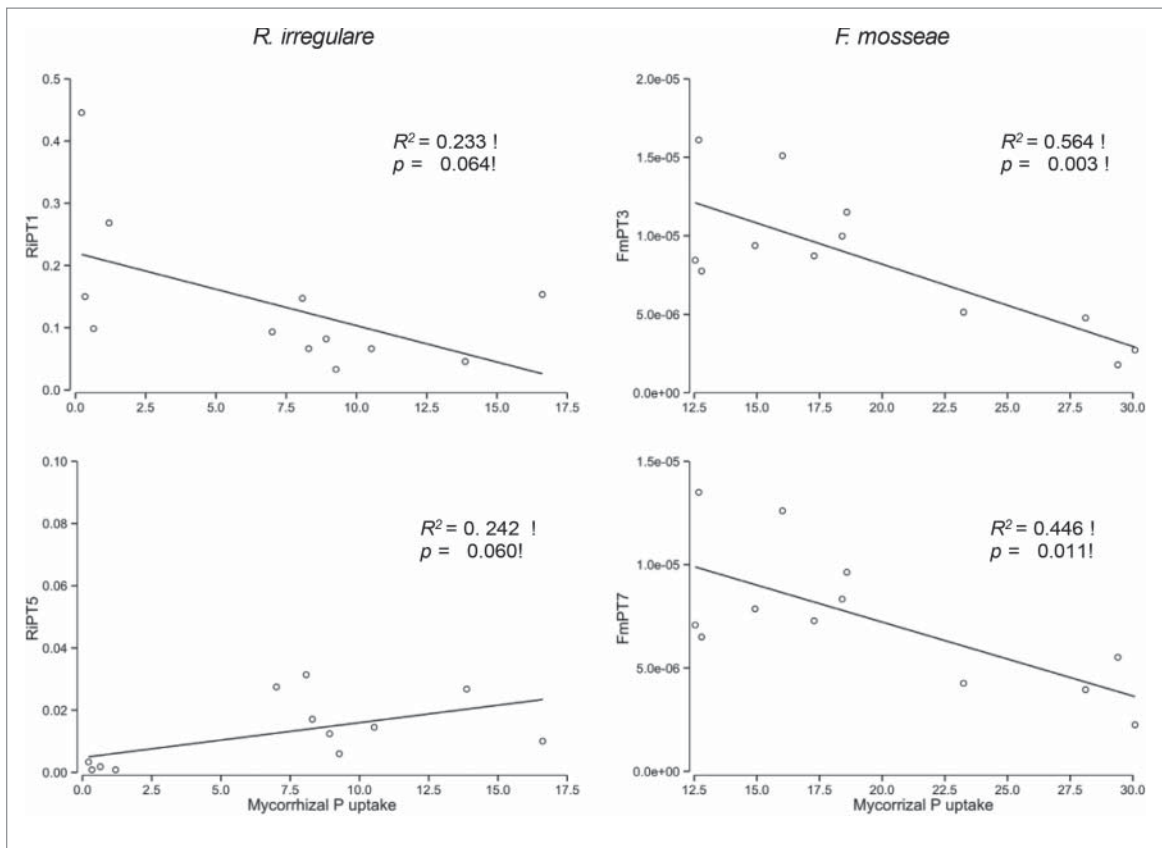 R. irregulare
F. mosseae
0.5
0.4
0.3
0.2
0.1
0.0
RiPT1
R² = 0.233 !
p = 0.064!
0.0 2.5 5.0 7.5 10.0 12.5 15.0 17.5
2.0e-05
1.5e-05
1.0e-05
5.0e-06
0.0e+00
FmPT3
R² = 0.564 !
p = 0.003 !
12.5 15.0 17.5 20.0 22.5 25.0 27.5 30.0
0.10
0.08
0.06
0.04
0.02
0.00
RiPT5
R² = 0. 242 !
p = 0.060!
0.0 2.5 5.0 7.5 10.0 12.5 15.0 17.5
Mycorrhizal P uptake
1.5e-05
1.0e-05
5.0e-06
0.0e+00
FmPT7
R² = 0.446 !
p = 0.011!
12.5 15.0 17.5 20.0 22.5 25.0 27.5 30.0
Mycorrizal P uptake